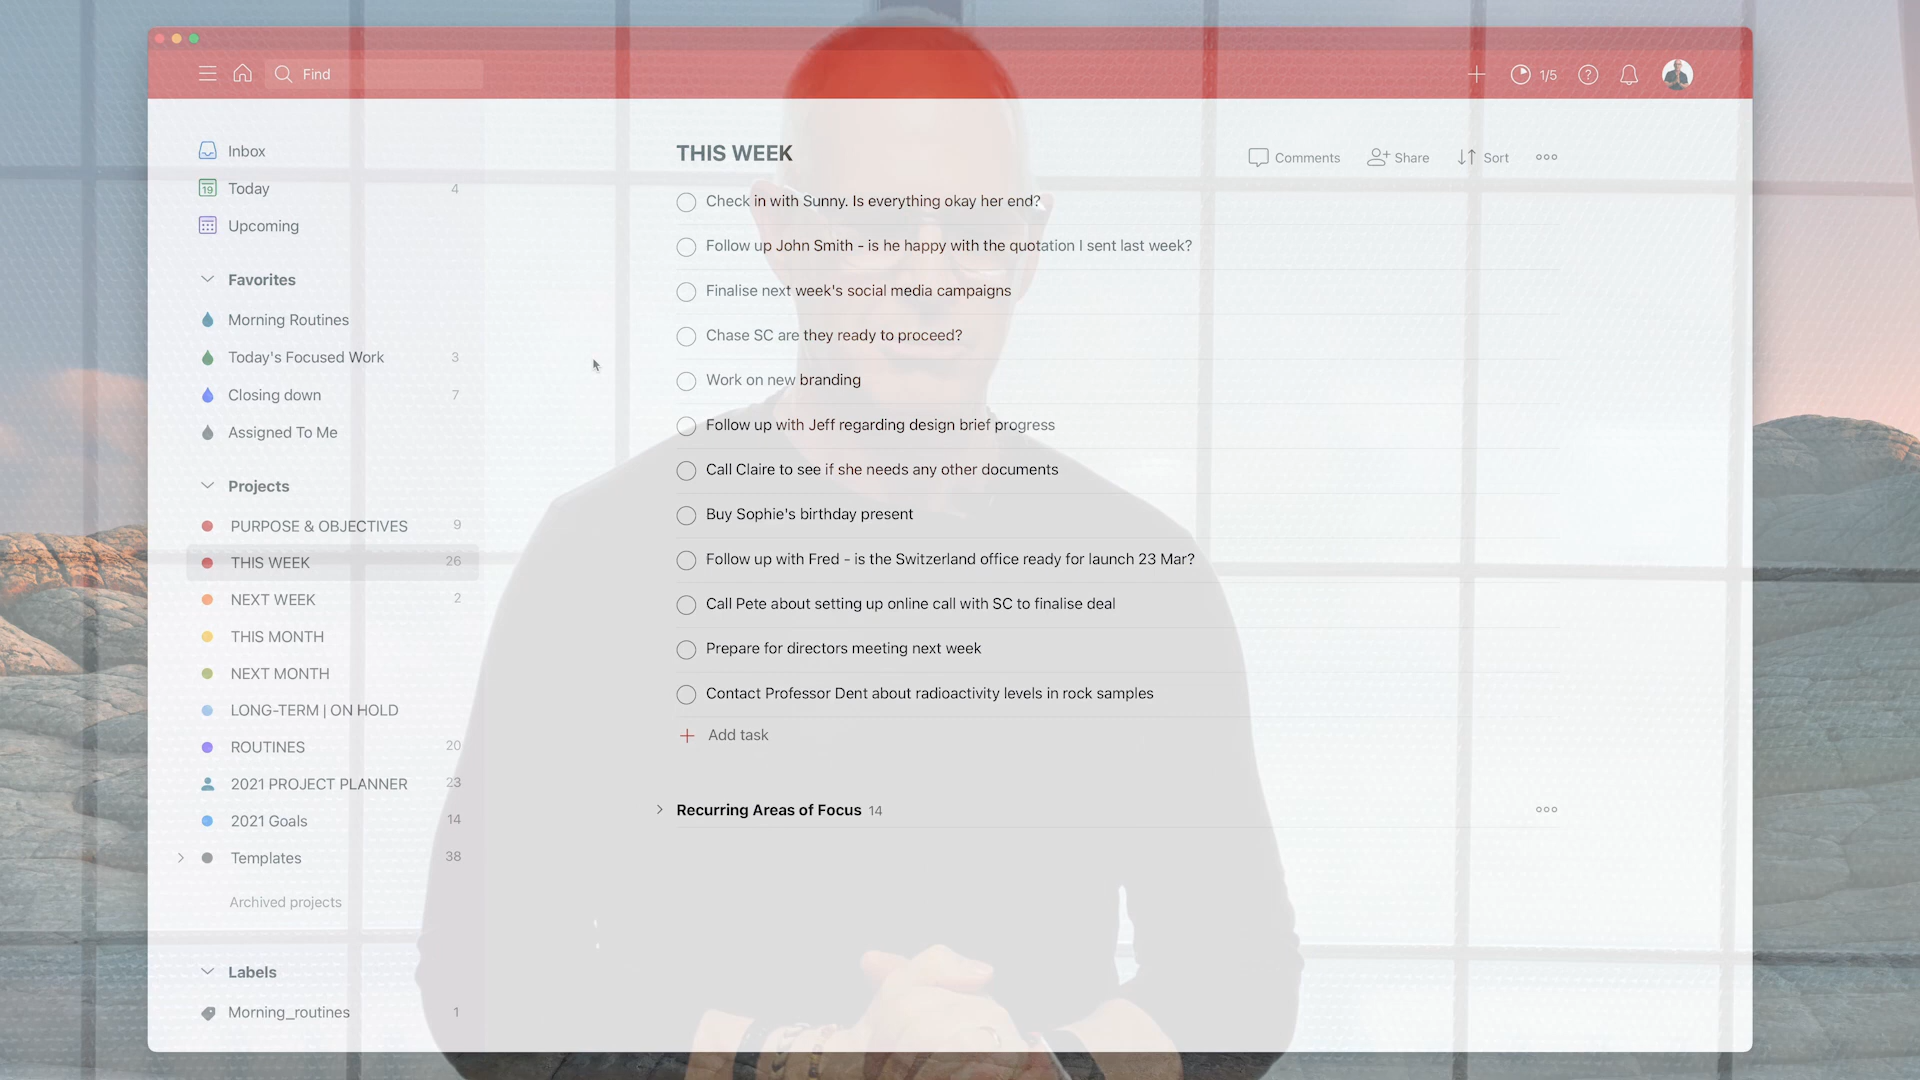 Find
1/5
Inbox
19
Today 4
Upcoming
Favorites
Morning Routines
Today's Focused Work 3
Closing down 7
Assigned To Me
Projects
PURPOSE & OBJECTIVES 9
THIS WEEK 26
NEXT WEEK 2
THIS MONTH
NEXT MONTH
LONG-TERM | ON HOLD
ROUTINES 20
2021 PROJECT PLANNER 23
2021 Goals 14
Templates 38
Archived projects
Labels
Morning_routines 1
THIS WEEK
Comments Share Sort
Check in with Sunny. Is everything okay her end?
Follow up John Smith - is he happy with the quotation I sent last week?
Finalise next week's social media campaigns
Chase SC are they ready to proceed?
Work on new branding
Follow up with Jeff regarding design brief progress
Call Claire to see if she needs any other documents
Buy Sophie's birthday present
Follow up with Fred - is the Switzerland office ready for launch 23 Mar?
Call Pete about setting up online call with SC to finalise deal
Prepare for directors meeting next week
Contact Professor Dent about radioactivity levels in rock samples
Add task
Recurring Areas of Focus 14